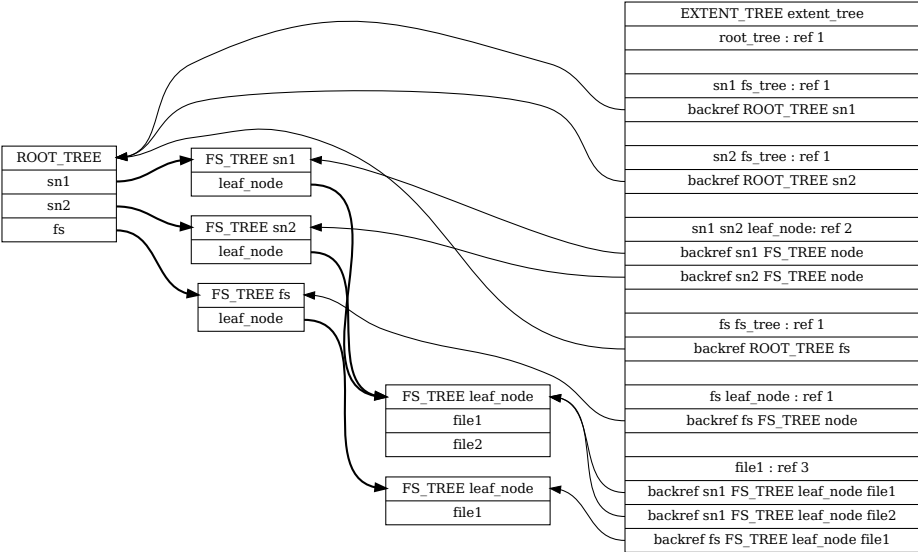 ROOT_TREE
sn1
sn2
fs
FS_TREE sn1
leaf_node
FS_TREE sn2
leaf_node
FS_TREE fs
leaf_node
FS_TREE leaf_node
file1
file2
FS_TREE leaf_node
file1
EXTENT_TREE extent_tree
root_tree : ref 1
sn1 fs_tree : ref 1
backref ROOT_TREE sn1
sn2 fs_tree : ref 1
backref ROOT_TREE sn2
sn1 sn2 leaf_node: ref 2
backref sn1 FS_TREE node
backref sn2 FS_TREE node
fs fs_tree : ref 1
backref ROOT_TREE fs
fs leaf_node : ref 1
backref fs FS_TREE node
file1 : ref 3
backref sn1 FS_TREE leaf_node file1
backref sn1 FS_TREE leaf_node file2
backref fs FS_TREE leaf_node file1